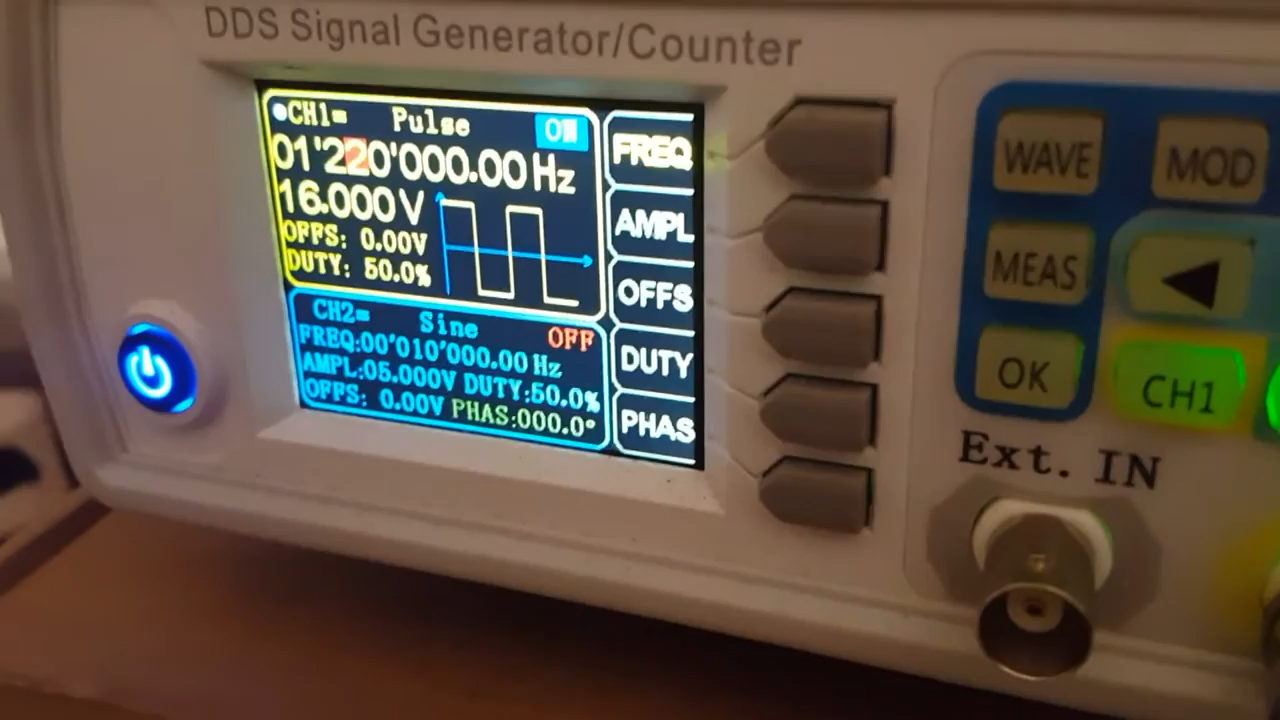 DDS Signal Generator/Counter
CH1= Pulse ON
01'220'000.00 Hz
16.000V
OFFS: 0.00V
DUTY: 50.0%
CH2= Sine OFF
FREQ:00'010'000.00 Hz
AMPL:05.000V DUTY:50.0%
OFFS: 0.00V PHAS:000.0°
FREQ
AMPL
OFFS
DUTY
PHAS
WAVE MOD
MEAS
OK CH1
Ext. IN